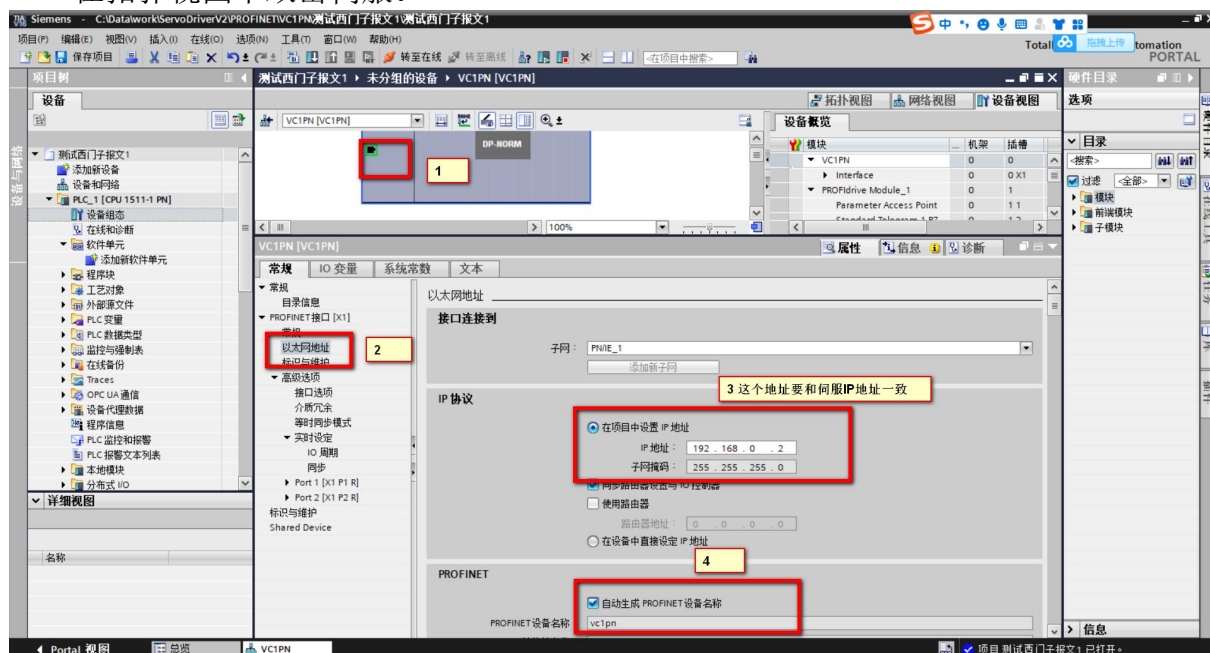 Siemens - C:\Data\work\ServoDriverV2\PROFINET\VC1PN测试西门子报文1\测试西门子报文1
项目(P) 编辑(E) 视图(V) 插入(I) 在线(O) 选项(N) 工具(T) 窗口(W) 帮助(H)
中
拖拽上传
Totall
tomation
PORTAL
保存项目
转至在线
转至离线
<在项目中搜索>
项目树
测试西门子报文1 ▸ 未分组的设备 ▸ VC1PN [VC1PN]
硬件目录
设备
拓扑视图
网络视图
设备视图
选项
VC1PN [VC1PN]
设备概览
DP-NORM
1
模块 ... 机架 插槽
VC1PN 0 0
Interface 0 0 X1
PROFIdrive Module_1 0 1
Parameter Access Point 0 1 1
Standard Telegram 1 PZ 0 1 2
100%
目录
<搜索>
过滤 <全部>
模块
前端模块
子模块
设备与网络
测试西门子报文1
添加新设备
设备和网络
PLC_1 [CPU 1511-1 PN]
设备组态
在线和诊断
软件单元
添加新软件单元
程序块
工艺对象
外部源文件
PLC 变量
PLC 数据类型
监控与强制表
在线备份
Traces
OPC UA 通信
设备代理数据
程序信息
PLC 监控和报警
PLC 报警文本列表
本地模块
分布式 I/O
详细视图
名称
VC1PN [VC1PN]
属性
信息
诊断
常规
IO 变量
系统常数
文本
常规
目录信息
PROFINET接口 [X1]
常规
以太网地址
2
标识与维护
高级选项
接口选项
介质冗余
等时同步模式
实时设定
IO 周期
同步
Port 1 [X1 P1 R]
Port 2 [X1 P2 R]
标识与维护
Shared Device
以太网地址
接口连接到
子网： PN/IE_1
添加新子网
3 这个地址要和伺服IP地址一致
IP 协议
在项目中设置 IP 地址
IP 地址： 192 . 168 . 0 . 2
子网掩码： 255 . 255 . 255 . 0
同步路由器设置与 IO 控制器
使用路由器
路由器地址： 0 . 0 . 0 . 0
在设备中直接设定 IP 地址
4
PROFINET
自动生成 PROFINET 设备名称
PROFINET 设备名称 vc1pn
信息
Portal 视图
总览
VC1PN
项目 测试西门子报文1 已打开。